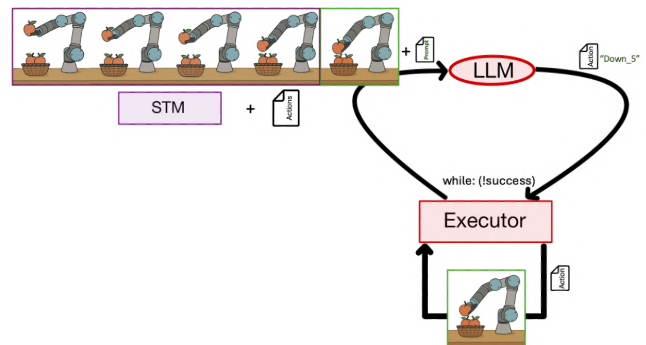 +
Prompt
LLM
Action
“Down_5”
STM
+
Actions
while: (!success)
Executor
Action